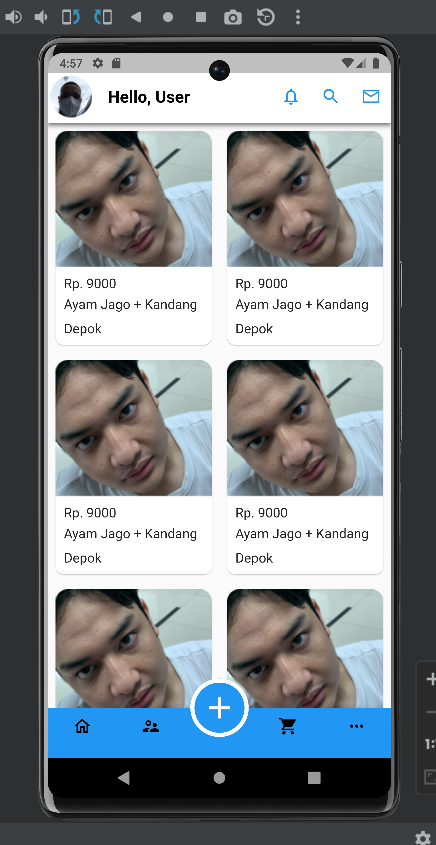 4:57
Hello, User
Rp. 9000
Ayam Jago + Kandang
Depok
Rp. 9000
Ayam Jago + Kandang
Depok
Rp. 9000
Ayam Jago + Kandang
Depok
Rp. 9000
Ayam Jago + Kandang
Depok